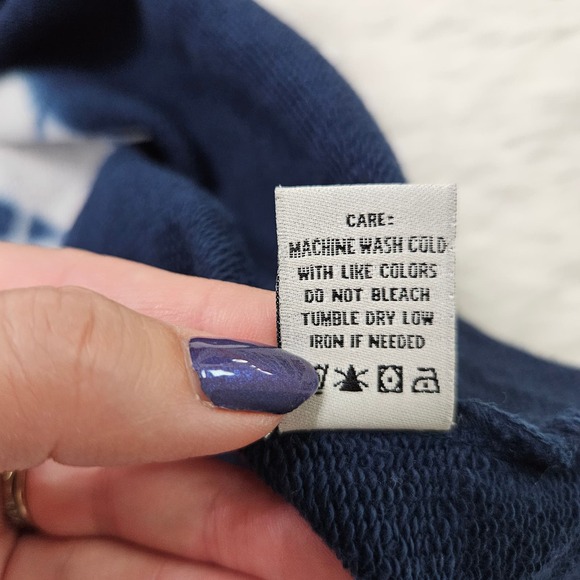 CARE:
MACHINE WASH COLD
WITH LIKE COLORS
DO NOT BLEACH
TUMBLE DRY LOW
IRON IF NEEDED